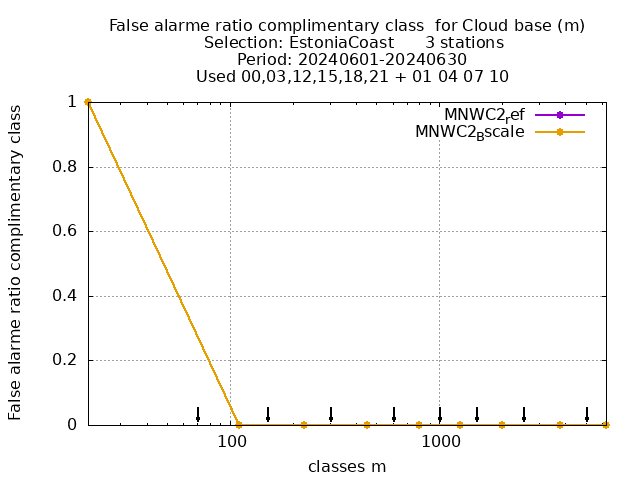 False alarme ratio complimentary class  for Cloud base (m)
Selection: EstoniaCoast      3 stations
Period: 20240601-20240630
Used 00,03,12,15,18,21 + 01 04 07 10
False alarme ratio complimentary class
1
0.8
0.6
0.4
0.2
0
MNWC2ref
MNWC2Bscale
100
1000
classes m